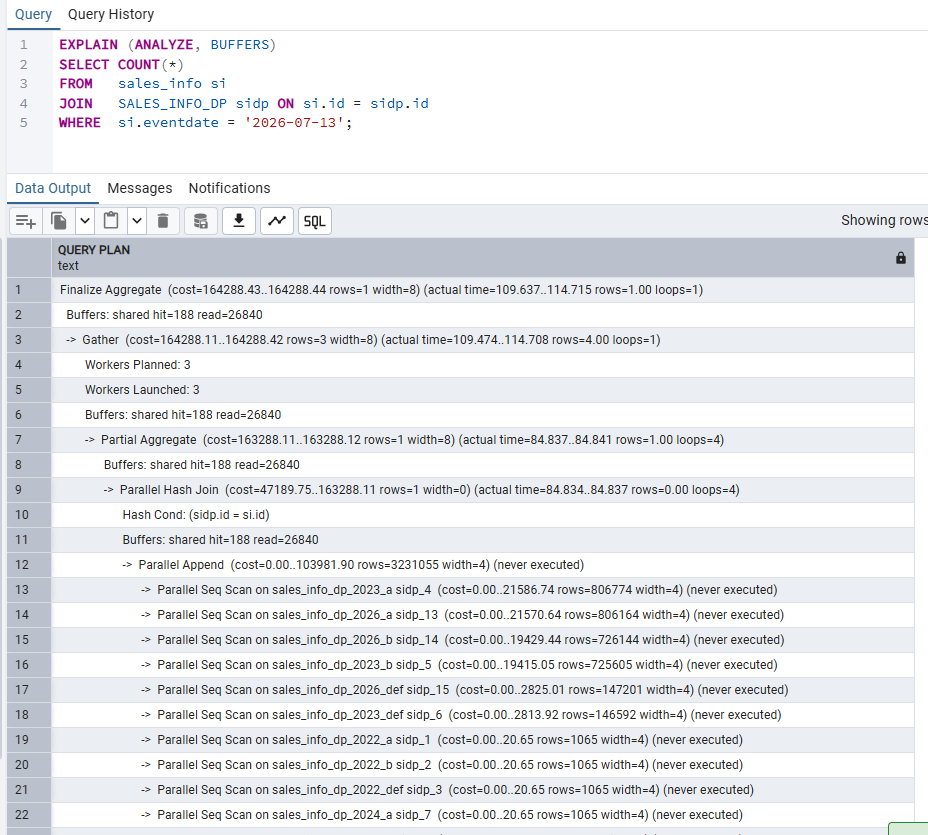 Query Query History
1 EXPLAIN (ANALYZE, BUFFERS)
2 SELECT COUNT(*)
3 FROM sales_info si
4 JOIN SALES_INFO_DP sidp ON si.id = sidp.id
5 WHERE si.eventdate = '2026-07-13';
Data Output Messages Notifications
SQL Showing rows
QUERY PLAN
text
1 Finalize Aggregate (cost=164288.43..164288.44 rows=1 width=8) (actual time=109.637..114.715 rows=1.00 loops=1)
2 Buffers: shared hit=188 read=26840
3 -> Gather (cost=164288.11..164288.42 rows=3 width=8) (actual time=109.474..114.708 rows=4.00 loops=1)
4 Workers Planned: 3
5 Workers Launched: 3
6 Buffers: shared hit=188 read=26840
7 -> Partial Aggregate (cost=163288.11..163288.12 rows=1 width=8) (actual time=84.837..84.841 rows=1.00 loops=4)
8 Buffers: shared hit=188 read=26840
9 -> Parallel Hash Join (cost=47189.75..163288.11 rows=1 width=0) (actual time=84.834..84.837 rows=0.00 loops=4)
10 Hash Cond: (sidp.id = si.id)
11 Buffers: shared hit=188 read=26840
12 -> Parallel Append (cost=0.00..103981.90 rows=3231055 width=4) (never executed)
13 -> Parallel Seq Scan on sales_info_dp_2023_a sidp_4 (cost=0.00..21586.74 rows=806774 width=4) (never executed)
14 -> Parallel Seq Scan on sales_info_dp_2026_a sidp_13 (cost=0.00..21570.64 rows=806164 width=4) (never executed)
15 -> Parallel Seq Scan on sales_info_dp_2026_b sidp_14 (cost=0.00..19429.44 rows=726144 width=4) (never executed)
16 -> Parallel Seq Scan on sales_info_dp_2023_b sidp_5 (cost=0.00..19415.05 rows=725605 width=4) (never executed)
17 -> Parallel Seq Scan on sales_info_dp_2026_def sidp_15 (cost=0.00..2825.01 rows=147201 width=4) (never executed)
18 -> Parallel Seq Scan on sales_info_dp_2023_def sidp_6 (cost=0.00..2813.92 rows=146592 width=4) (never executed)
19 -> Parallel Seq Scan on sales_info_dp_2022_a sidp_1 (cost=0.00..20.65 rows=1065 width=4) (never executed)
20 -> Parallel Seq Scan on sales_info_dp_2022_b sidp_2 (cost=0.00..20.65 rows=1065 width=4) (never executed)
21 -> Parallel Seq Scan on sales_info_dp_2022_def sidp_3 (cost=0.00..20.65 rows=1065 width=4) (never executed)
22 -> Parallel Seq Scan on sales_info_dp_2024_a sidp_7 (cost=0.00..20.65 rows=1065 width=4) (never executed)